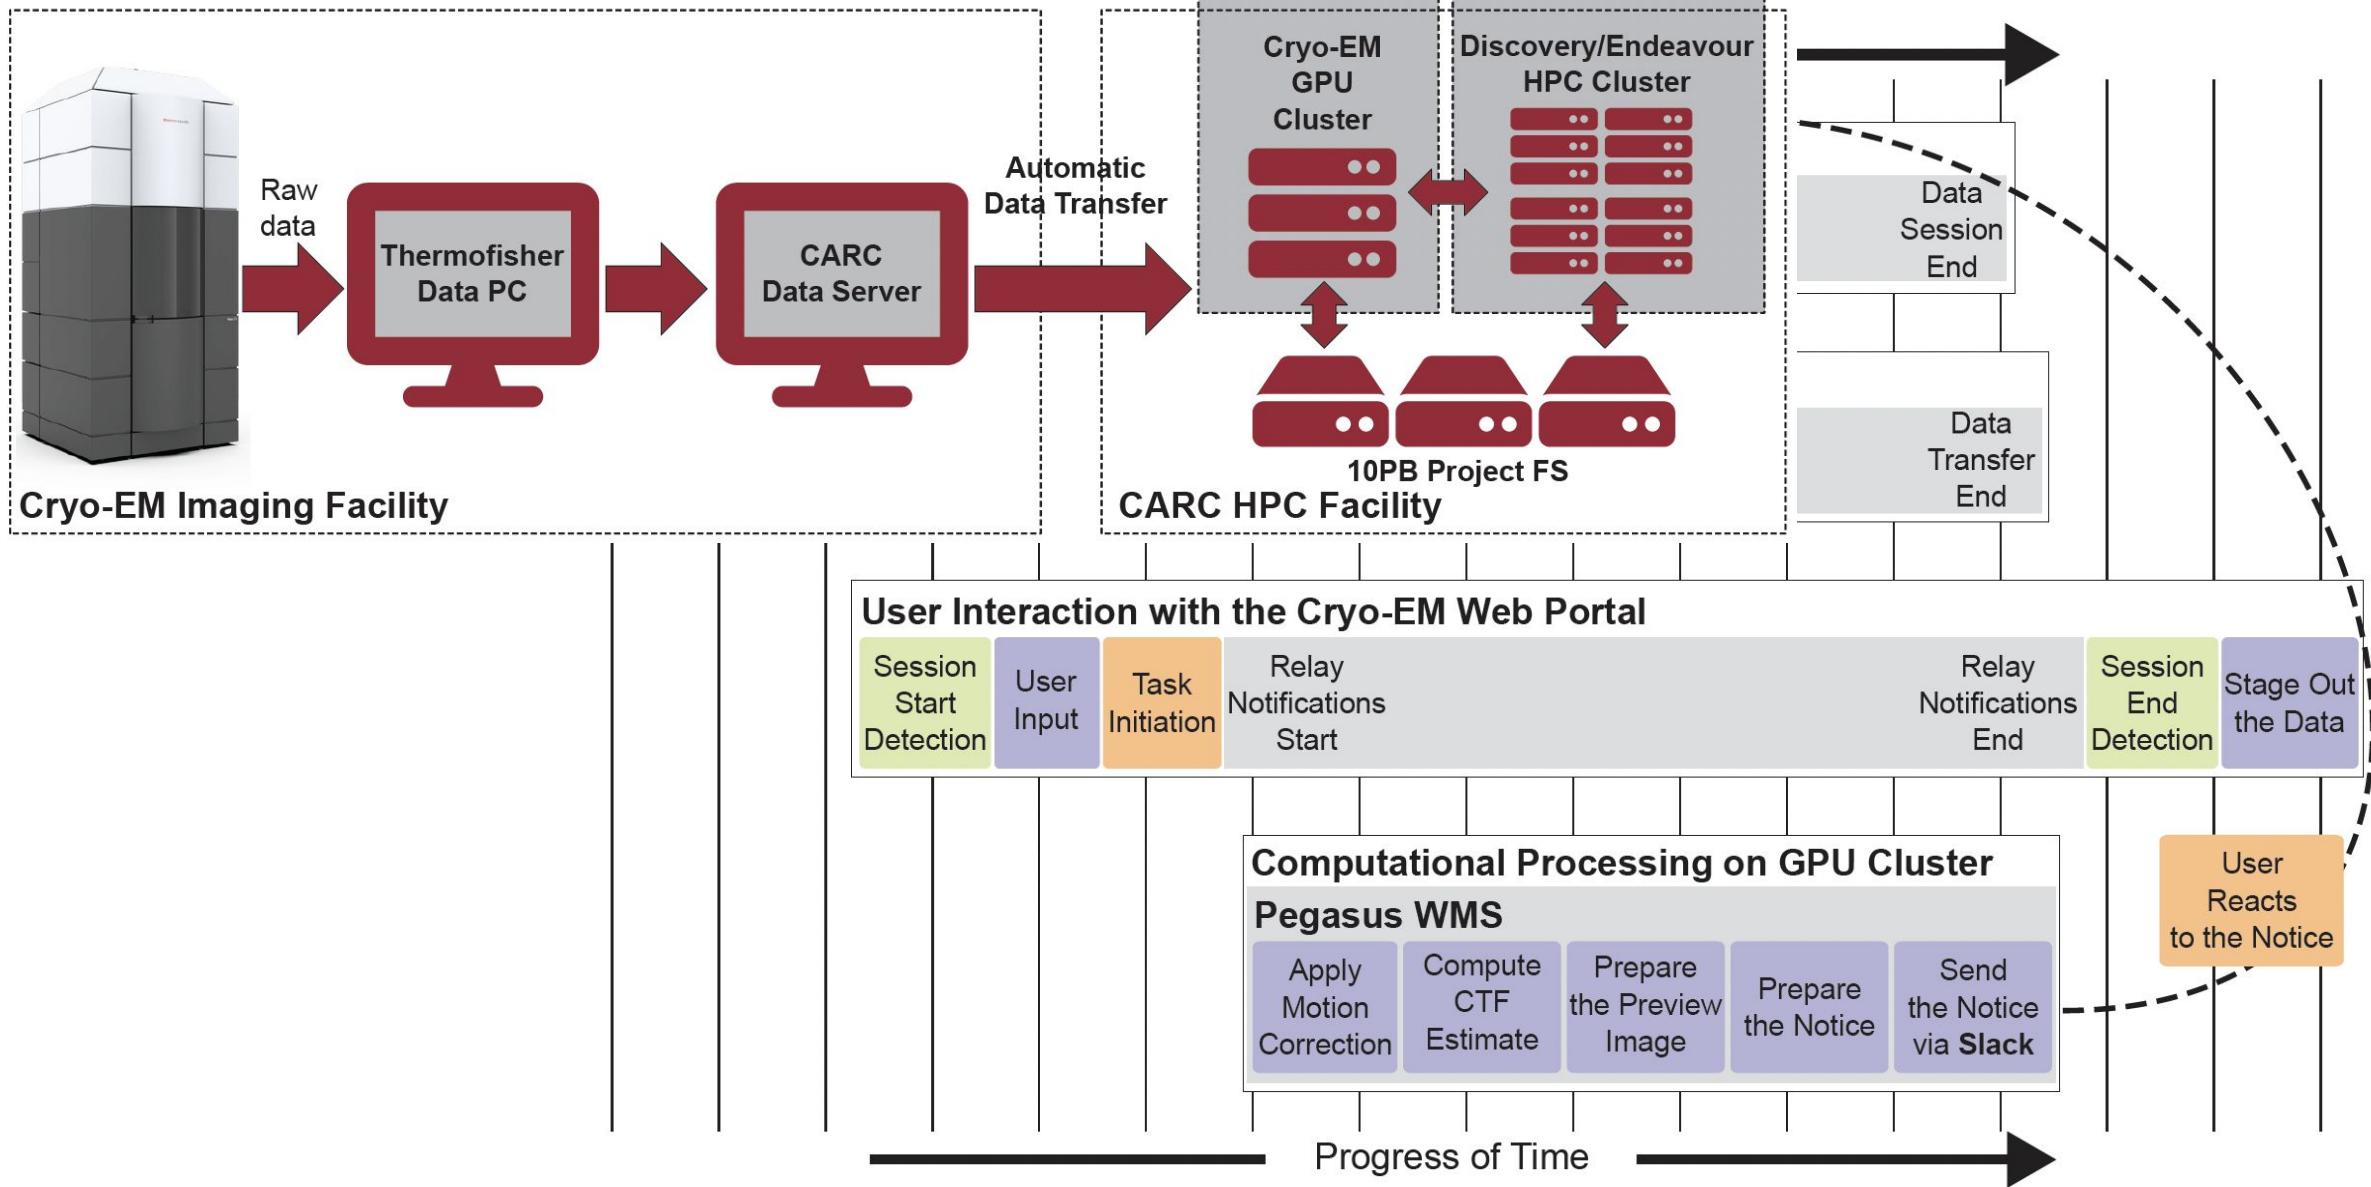 Cryo-EM
GPU
Cluster
Discovery/Endeavour
HPC Cluster
Raw
data
Thermofisher
Data PC
CARC
Data Server
Automatic
Data Transfer
10PB Project FS
Cryo-EM Imaging Facility
CARC HPC Facility
Data
Session
End
Data
Transfer
End
User Interaction with the Cryo-EM Web Portal
Session
Start
Detection
User
Input
Task
Initiation
Relay
Notifications
Start
Relay
Notifications
End
Session
End
Detection
Stage Out
the Data
Computational Processing on GPU Cluster
Pegasus WMS
Apply
Motion
Correction
Compute
CTF
Estimate
Prepare
the Preview
Image
Prepare
the Notice
Send
the Notice
via Slack
User
Reacts
to the Notice
Progress of Time